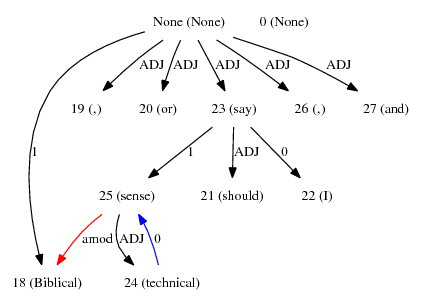 None (None) 0 (None)
ADJ ADJ ADJ ADJ ADJ
19 (,) 20 (or) 23 (say) 26 (,) 27 (and)
1 1 ADJ 0
25 (sense) 21 (should) 22 (I)
amod ADJ 0
18 (Biblical) 24 (technical)